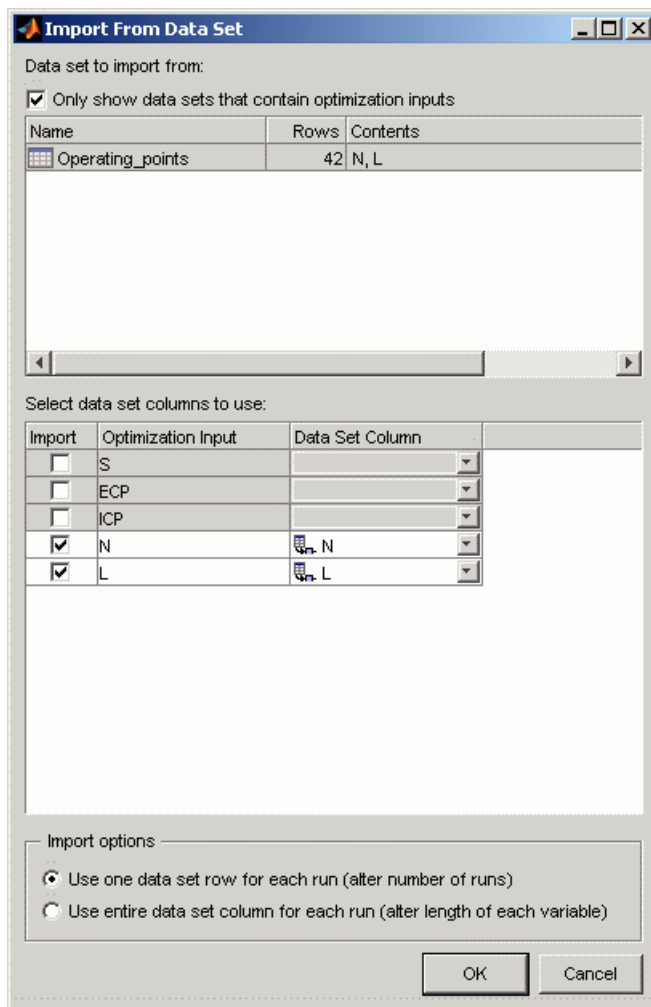 Import From Data Set
Data set to import from:
Only show data sets that contain optimization inputs
Name Rows Contents
Operating_points 42 N, L
Select data set columns to use:
Import Optimization Input Data Set Column
S
ECP
ICP
N N
L L
Import options
Use one data set row for each run (alter number of runs)
Use entire data set column for each run (alter length of each variable)
OK Cancel